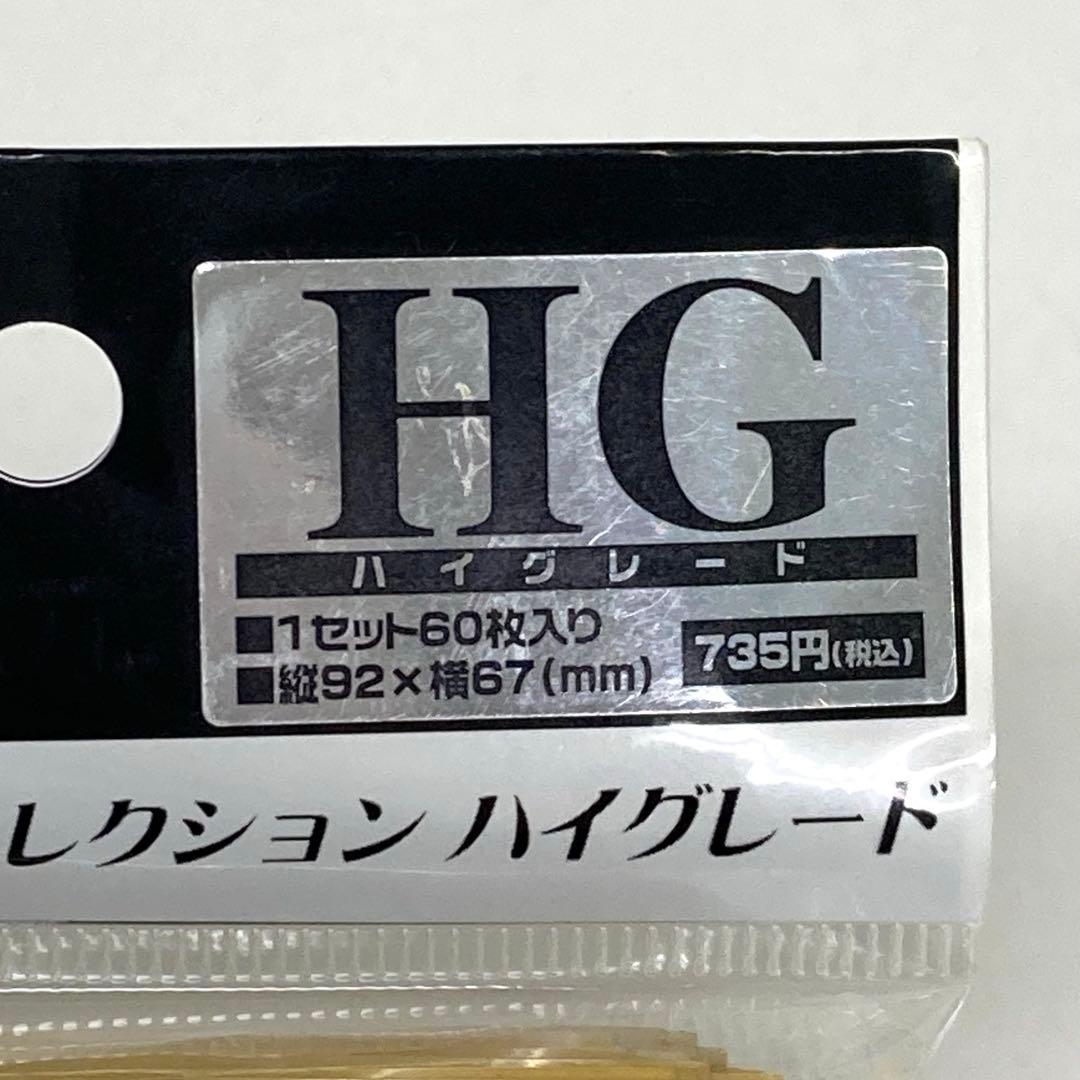 HG
ハイグレード
■1セット60枚入り
■縦92×横67(mm)
735円(税込)
レクション ハイグレード